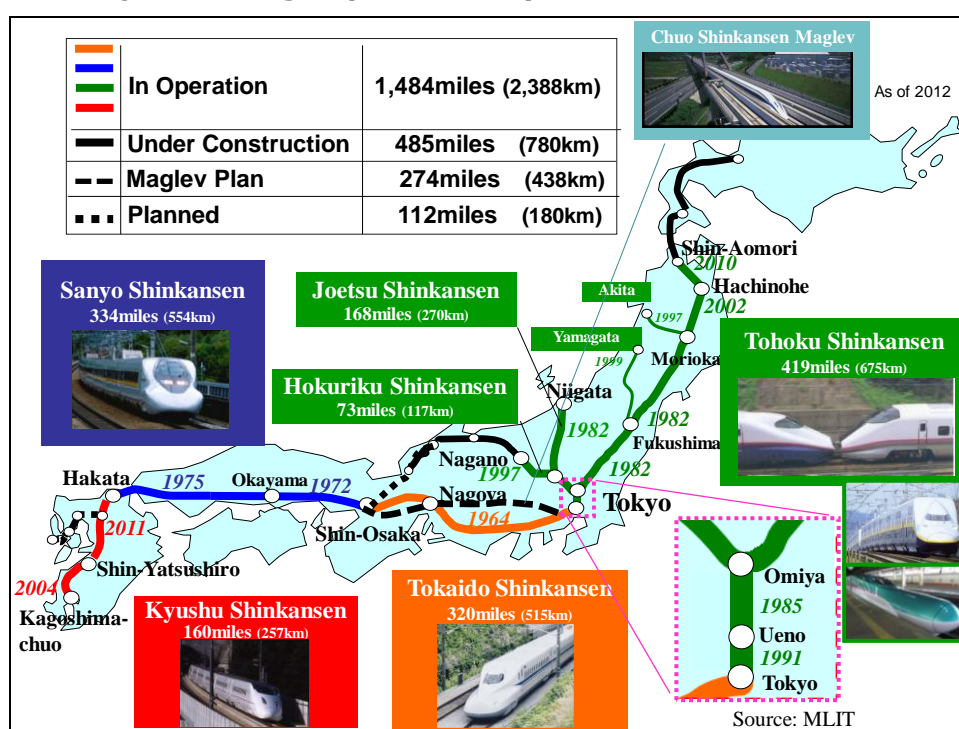 Chuo Shinkansen Maglev
As of 2012
In Operation 1,484miles (2,388km)
Under Construction 485miles (780km)
Maglev Plan 274miles (438km)
Planned 112miles (180km)
Shin-Aomori
2010
Hachinohe
2002
Akita
1997
Yamagata
1999
Morioka
Sanyo Shinkansen
334miles (554km)
Joetsu Shinkansen
168miles (270km)
Tohoku Shinkansen
419miles (675km)
Hokuriku Shinkansen
73miles (117km)
Niigata
1982
1982
Fukushima
1982
Nagano
1997
Hakata
1975
Okayama
1972
Nagoya
1964
Tokyo
Shin-Osaka
2011
Shin-Yatsushiro
2004
Kagoshima-
chuo
Kyushu Shinkansen
160miles (257km)
Tokaido Shinkansen
320miles (515km)
Omiya
1985
Ueno
1991
Tokyo
Source: MLIT